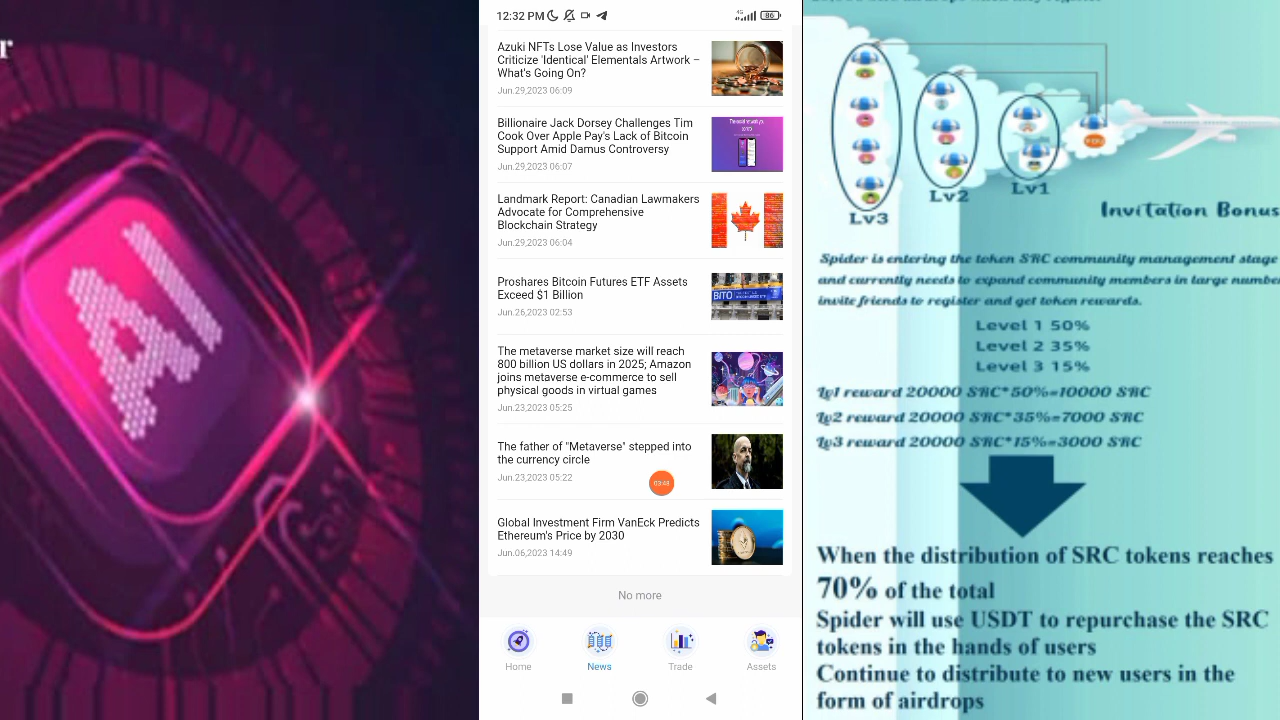 r
AI
12:32 PM
4G
86
Azuki NFTs Lose Value as Investors
Criticize 'Identical' Elementals Artwork –
What's Going On?
Jun.29,2023 06:09
Billionaire Jack Dorsey Challenges Tim
Cook Over Apple Pay's Lack of Bitcoin
Support Amid Damus Controversy
Jun.29,2023 06:07
Landmark Report: Canadian Lawmakers
Advocate for Comprehensive
Blockchain Strategy
Jun.29,2023 06:04
Proshares Bitcoin Futures ETF Assets
Exceed $1 Billion
Jun.26,2023 02:53
BITO
The metaverse market size will reach
800 billion US dollars in 2025; Amazon
joins metaverse e-commerce to sell
physical goods in virtual games
Jun.23,2023 05:25
The father of "Metaverse" stepped into
the currency circle
Jun.23,2023 05:22
03:43
Global Investment Firm VanEck Predicts
Ethereum's Price by 2030
Jun.06,2023 14:49
No more
Home
News
Trade
Assets
Lv3
Lv2
Lv1
Invitation Bonus
Spider is entering the token SRC community management stage
and currently needs to expand community members in large number
invite friends to register and get token rewards.
Level 1 50%
Level 2 35%
Level 3 15%
Lv1 reward 20000 SRC*50%=10000 SRC
Lv2 reward 20000 SRC*35%=7000 SRC
Lv3 reward 20000 SRC*15%=3000 SRC
When the distribution of SRC tokens reaches
70% of the total
Spider will use USDT to repurchase the SRC
tokens in the hands of users
Continue to distribute to new users in the
form of airdrops